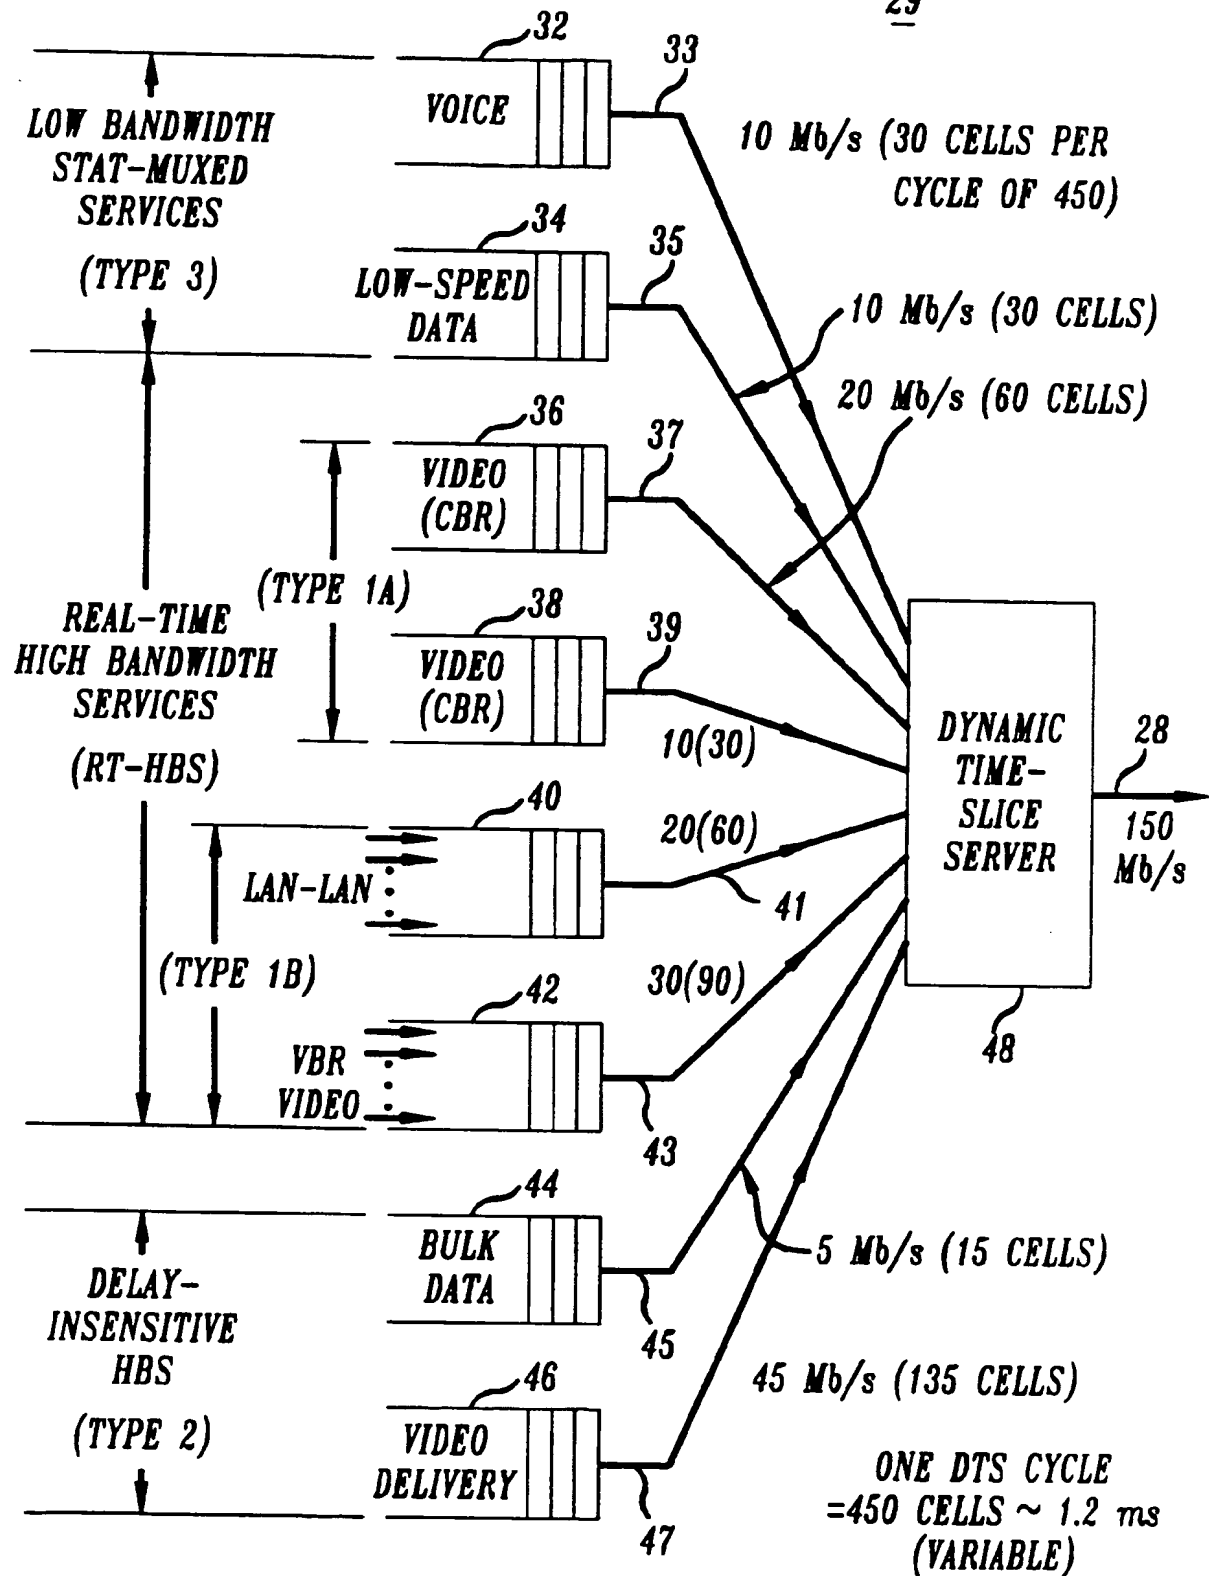 29
32
33
VOICE
LOW BANDWIDTH
STAT-MUXED
SERVICES
(TYPE 3)
10 Mb/s (30 CELLS PER
CYCLE OF 450)
34
35
LOW-SPEED
DATA
10 Mb/s (30 CELLS)
20 Mb/s (60 CELLS)
36
37
VIDEO
(CBR)
(TYPE 1A)
REAL-TIME
HIGH BANDWIDTH
SERVICES
(RT-HBS)
38
39
VIDEO
(CBR)
10(30)
DYNAMIC
TIME-
SLICE
SERVER
28
150
Mb/s
40
20(60)
LAN-LAN
41
(TYPE 1B)
30(90)
42
48
VBR
VIDEO
43
44
BULK
DATA
5 Mb/s (15 CELLS)
45
DELAY-
INSENSITIVE
HBS
(TYPE 2)
46
45 Mb/s (135 CELLS)
VIDEO
DELIVERY
47
ONE DTS CYCLE
=450 CELLS ~ 1.2 ms
(VARIABLE)